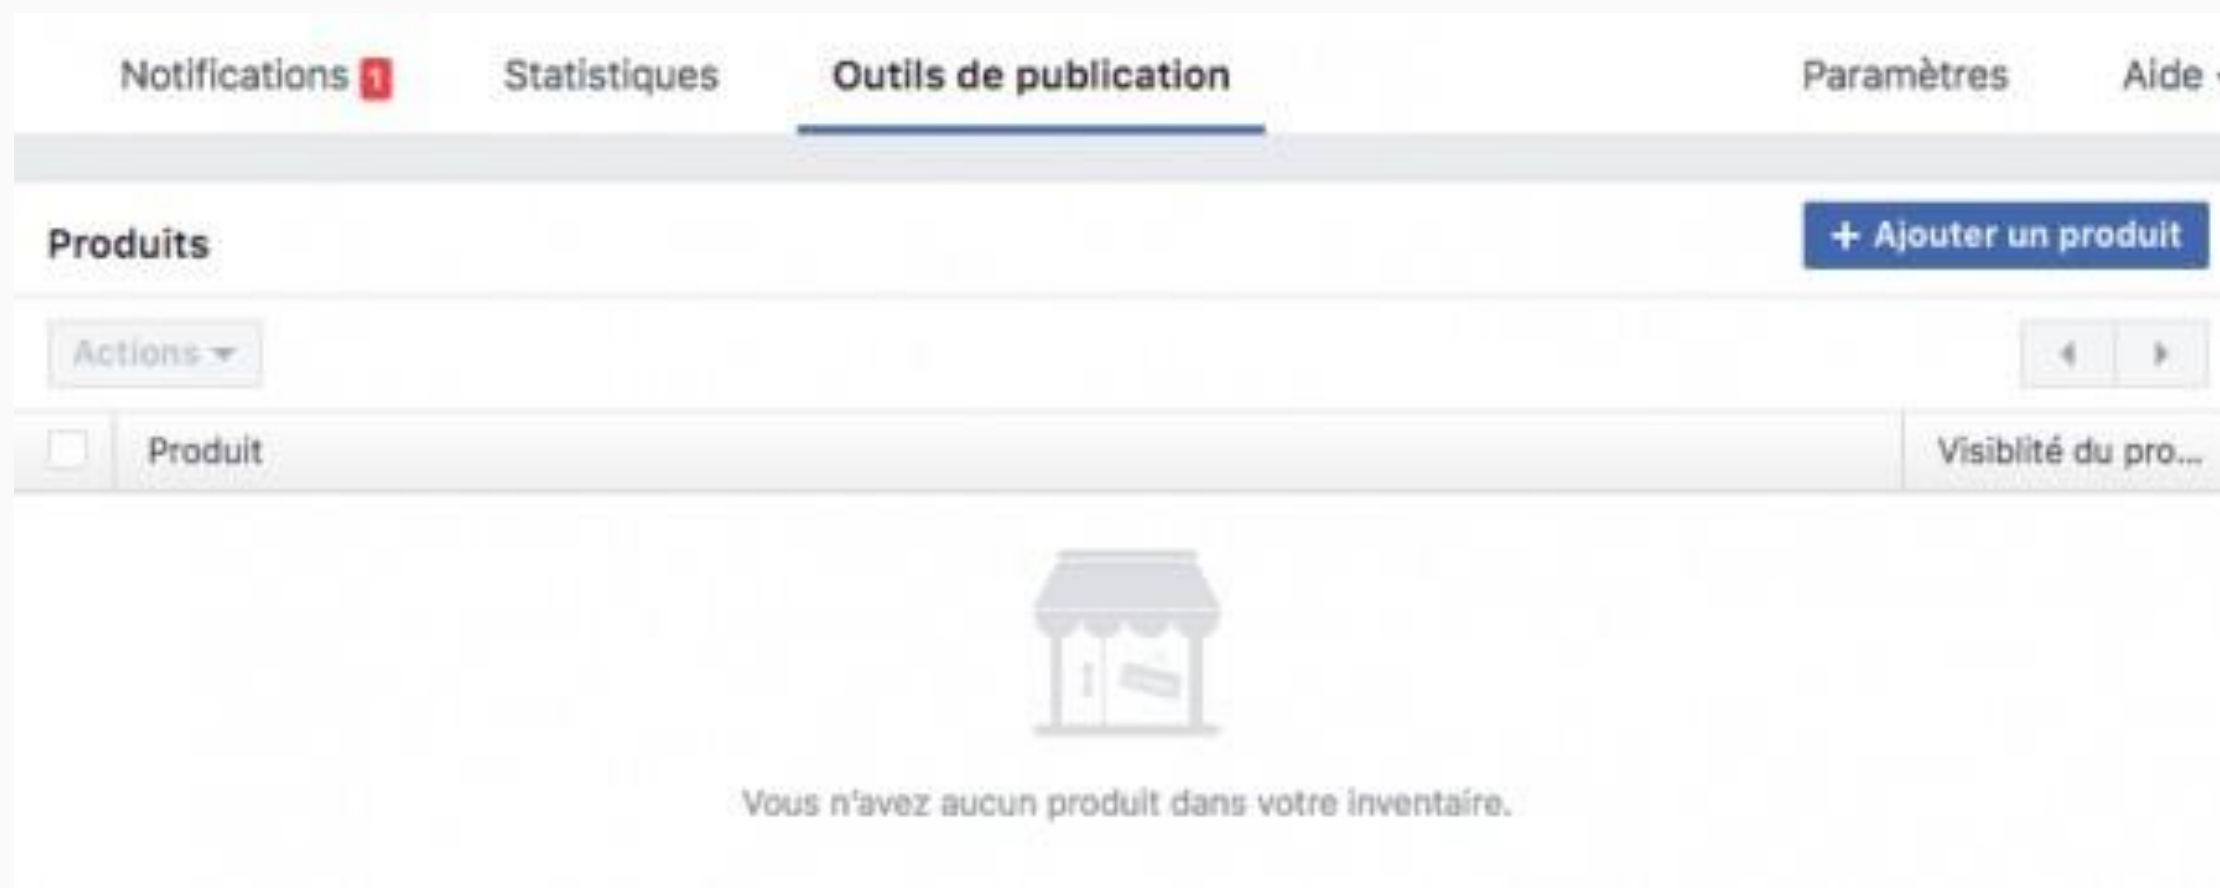 Notifications 1 Statistiques Outils de publication Paramètres Aide
Produits + Ajouter un produit
Actions
Produit Visiblité du pro...
Vous n'avez aucun produit dans votre inventaire.